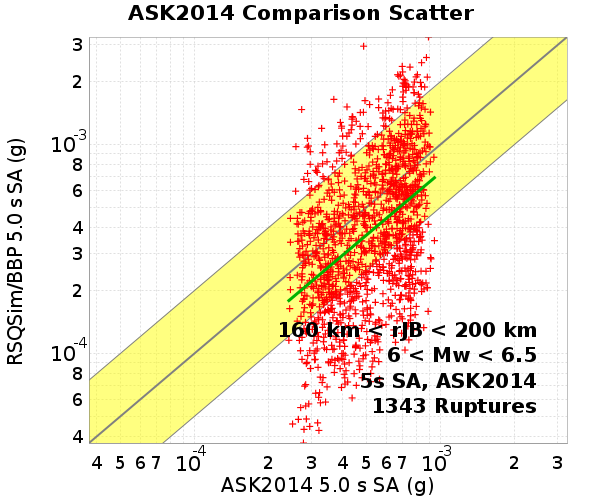 ASK2014 Comparison Scatter
RSQSim/BBP 5.0 s SA (g)
3
2
10-3
8
6
4
3
2
10-4
8
6
4
160 km < rJB < 200 km
6 < Mw < 6.5
5s SA, ASK2014
1343 Ruptures
4 5 6 7 10-4 2 3 4 5 6 7 10-3 2 3
ASK2014 5.0 s SA (g)